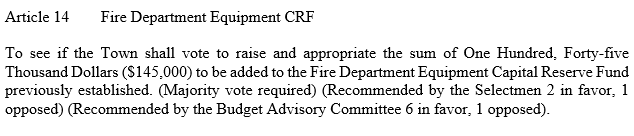 Article 14 Fire Department Equipment CRF
To see if the Town shall vote to raise and appropriate the sum of One Hundred, Forty-five
Thousand Dollars ($145,000) to be added to the Fire Department Equipment Capital Reserve Fund
previously established. (Majority vote required) (Recommended by the Selectmen 2 in favor, 1
opposed) (Recommended by the Budget Advisory Committee 6 in favor, 1 opposed).